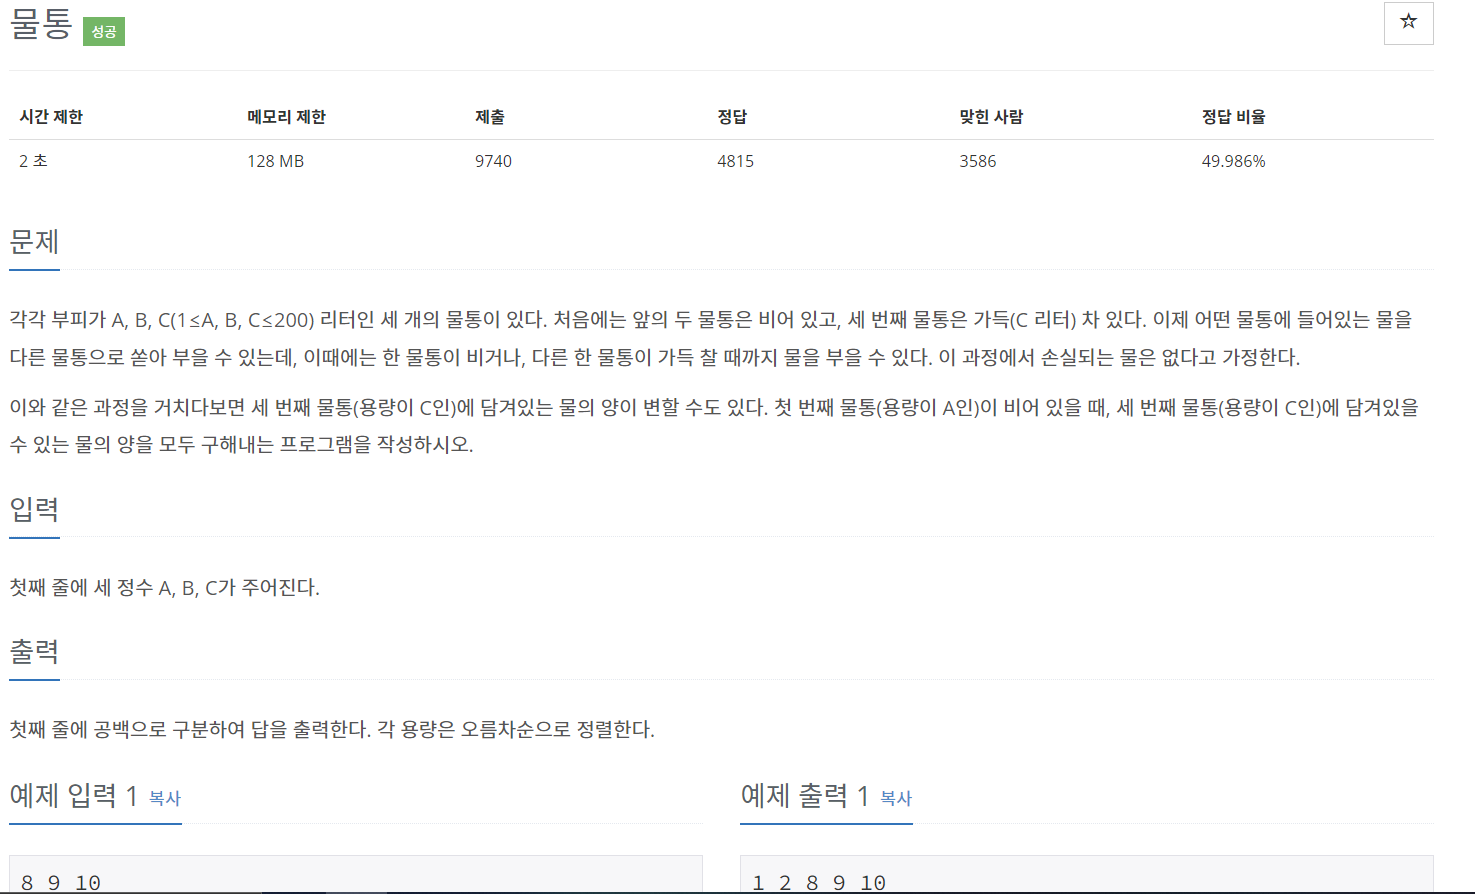 물통 성공
☆
시간 제한 메모리 제한 제출 정답 맞힌 사람 정답 비율
2 초 128 MB 9740 4815 3586 49.986%
문제
각각 부피가 A, B, C(1≤A, B, C≤200) 리터인 세 개의 물통이 있다. 처음에는 앞의 두 물통은 비어 있고, 세 번째 물통은 가득(C 리터) 차 있다. 이제 어떤 물통에 들어있는 물을
다른 물통으로 쏟아 부을 수 있는데, 이때에는 한 물통이 비거나, 다른 한 물통이 가득 찰 때까지 물을 부을 수 있다. 이 과정에서 손실되는 물은 없다고 가정한다.
이와 같은 과정을 거치다보면 세 번째 물통(용량이 C인)에 담겨있는 물의 양이 변할 수도 있다. 첫 번째 물통(용량이 A인)이 비어 있을 때, 세 번째 물통(용량이 C인)에 담겨있을
수 있는 물의 양을 모두 구해내는 프로그램을 작성하시오.
입력
첫째 줄에 세 정수 A, B, C가 주어진다.
출력
첫째 줄에 공백으로 구분하여 답을 출력한다. 각 용량은 오름차순으로 정렬한다.
예제 입력 1 복사
8 9 10
예제 출력 1 복사
1 2 8 9 10